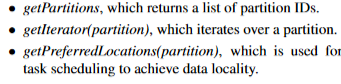 • getPartitions, which returns a list of partition IDs.
• getIterator(partition), which iterates over a partition.
• getPreferredLocations(partition), which is used for
task scheduling to achieve data locality.